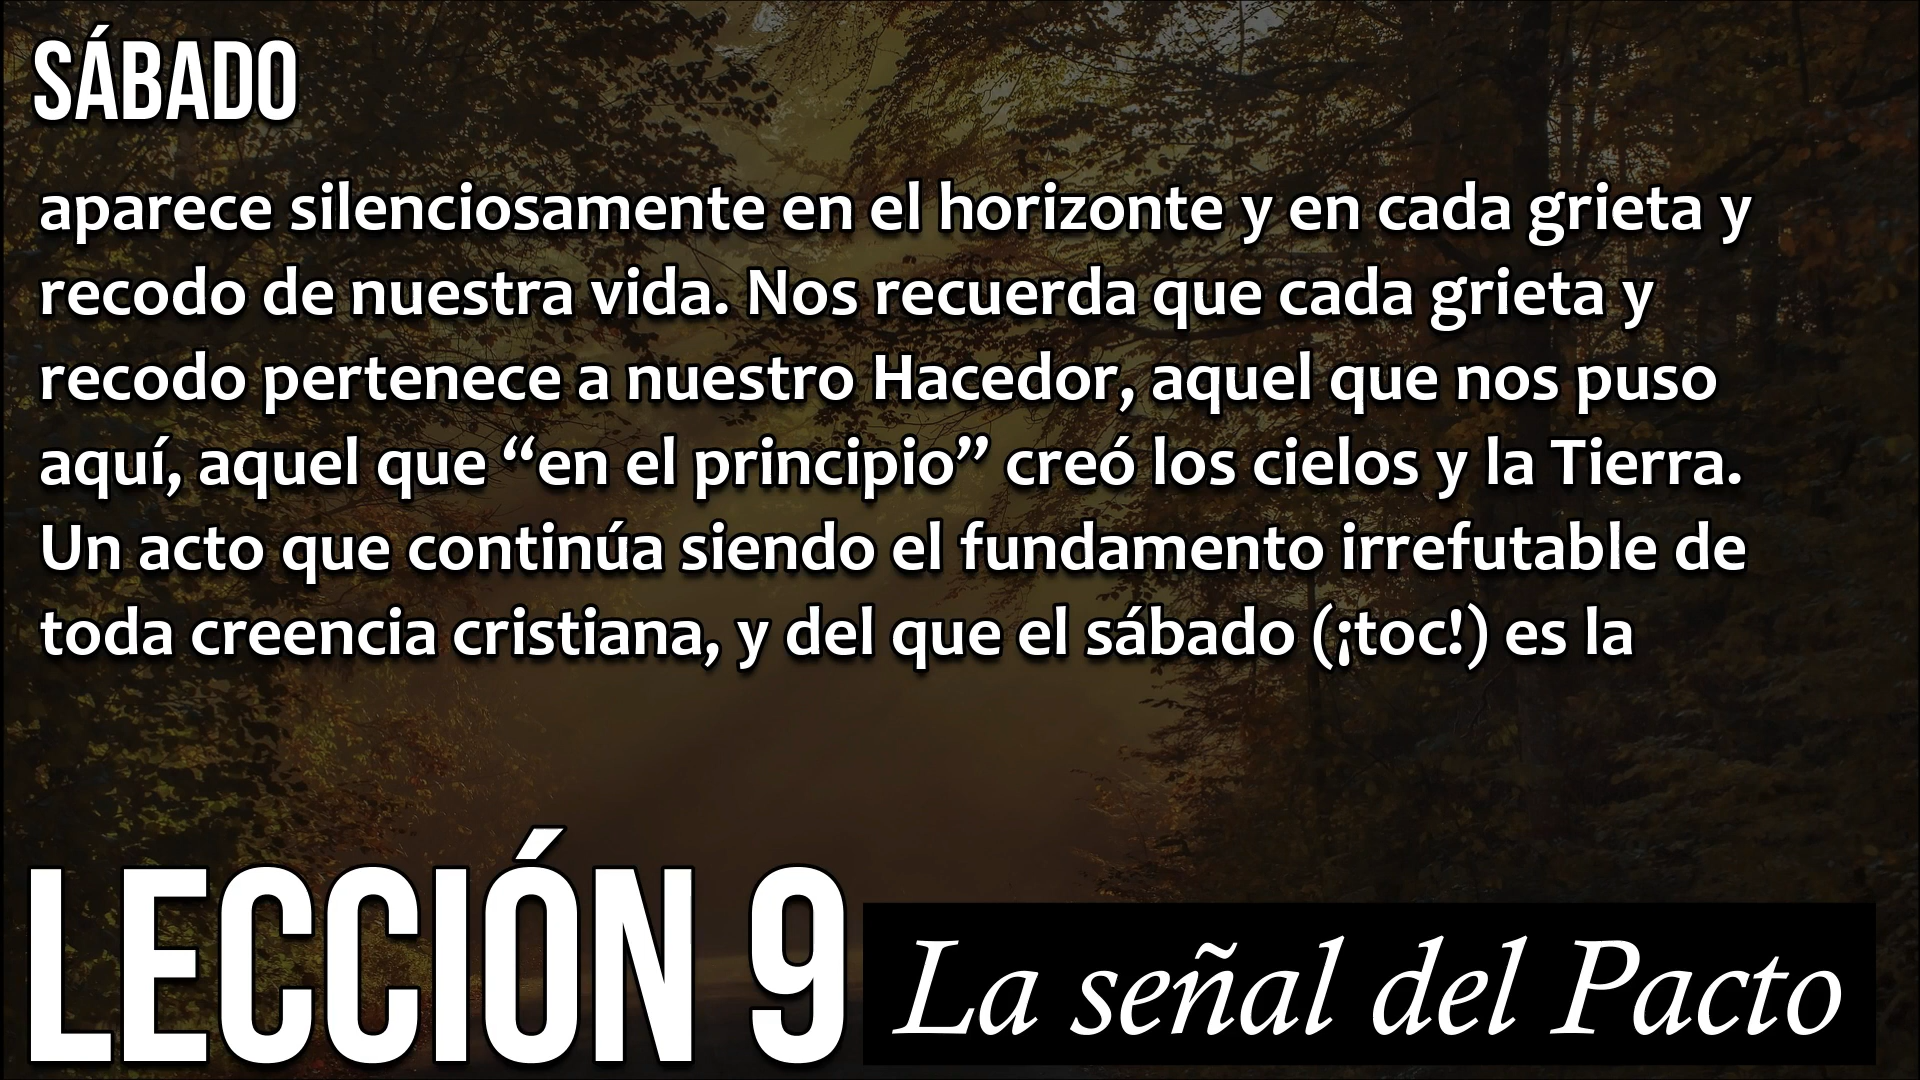 SÁBADO
aparece silenciosamente en el horizonte y en cada grieta y
recodo de nuestra vida. Nos recuerda que cada grieta y
recodo pertenece a nuestro Hacedor, aquel que nos puso
aquí, aquel que “en el principio” creó los cielos y la Tierra.
Un acto que continúa siendo el fundamento irrefutable de
toda creencia cristiana, y del que el sábado (¡toc!) es la
LECCIÓN 9 La señal del Pacto